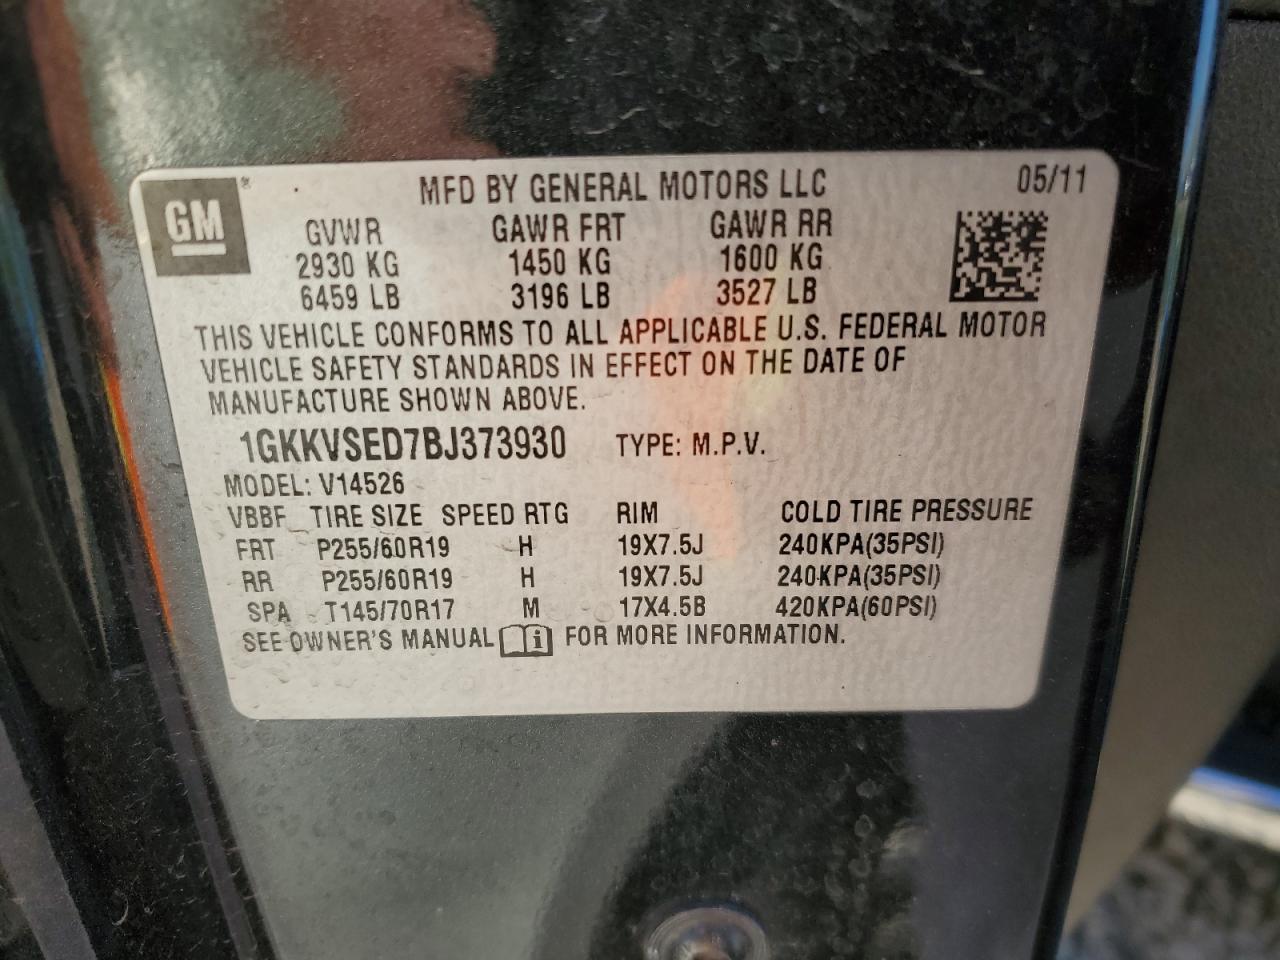 GM ®
MFD BY GENERAL MOTORS LLC 05/11
GVWR GAWR FRT GAWR RR
2930 KG 1450 KG 1600 KG
6459 LB 3196 LB 3527 LB
THIS VEHICLE CONFORMS TO ALL APPLICABLE U.S. FEDERAL MOTOR
VEHICLE SAFETY STANDARDS IN EFFECT ON THE DATE OF
MANUFACTURE SHOWN ABOVE.
1GKKVSED7BJ373930 TYPE: M.P.V.
MODEL: V14526
VBBF TIRE SIZE SPEED RTG RIM COLD TIRE PRESSURE
FRT P255/60R19 H 19X7.5J 240KPA(35PSI)
RR P255/60R19 H 19X7.5J 240KPA(35PSI)
SPA T145/70R17 M 17X4.5B 420KPA(60PSI)
SEE OWNER'S MANUAL i FOR MORE INFORMATION.